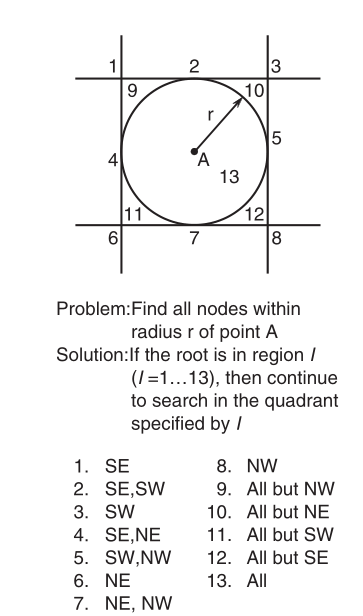 1 2 3
9 10
r
5
4 A
13
11 12
6 7 8
Problem:Find all nodes within
radius r of point A
Solution:If the root is in region I
(I=1...13), then continue
to search in the quadrant
specified by I
1. SE
2. SE,SW
3. SW
4. SE,NE
5. SW,NW
6. NE
7. NE, NW
8. NW
9. All but NW
10. All but NE
11. All but SW
12. All but SE
13. All